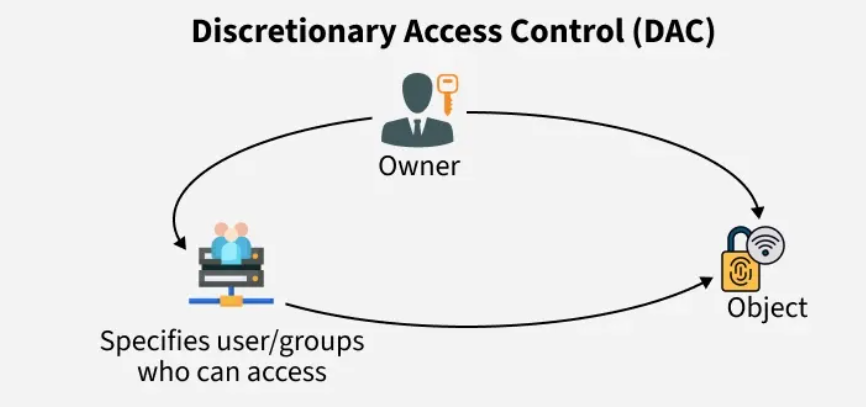 Discretionary Access Control (DAC)
Owner
Object
Specifies user/groups
who can access